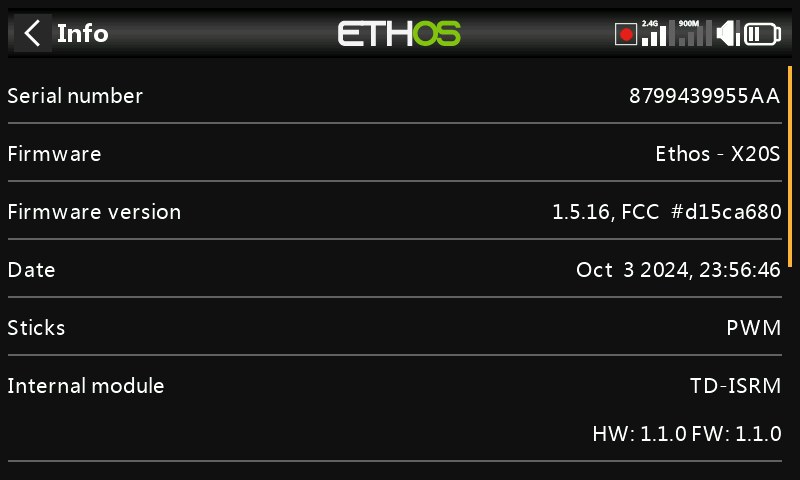 Info
ETHOS
2.4G
900M
Serial number 8799439955AA
Firmware Ethos - X20S
Firmware version 1.5.16, FCC #d15ca680
Date Oct 3 2024, 23:56:46
Sticks PWM
Internal module TD-ISRM
HW: 1.1.0 FW: 1.1.0